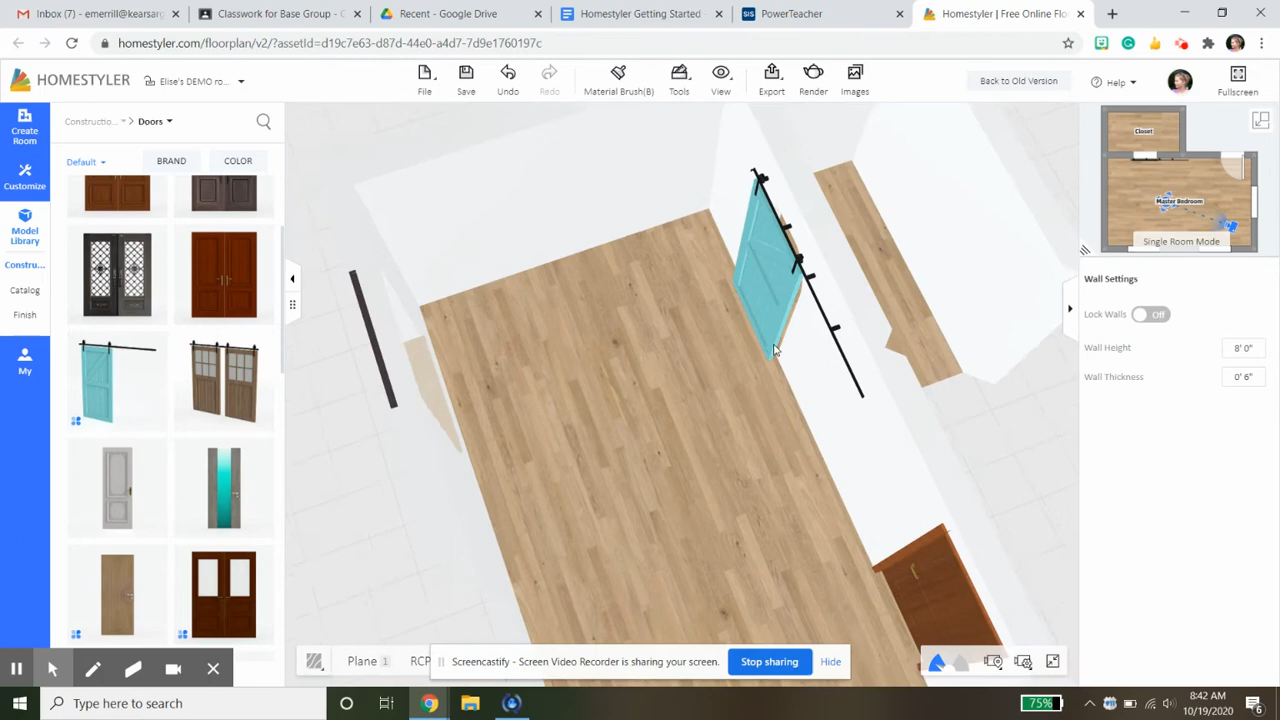 Inbox (7) - emerrill@kearsarg
Classwork for Base Group - C
Recent - Google Drive
Homestyler Getting Started -
SIS
PowerTeacher
Homestyler | Free Online Flo
homestyler.com/floorplan/v2/?assetId=d19c7e63-d87d-44e0-a4d7-7d9e1760197c
HOMESTYLER
Elise's DEMO ro...
File
Save
Undo
Redo
Material Brush(B)
Tools
View
Export
Render
Images
Back to Old Version
Help
Fullscreen
Create Room
Customize
Model Library
Constru...
Catalog
Finish
My
Constructio...
Doors
Default
BRAND
COLOR
Closet
Master Bedroom
Single Room Mode
Wall Settings
Lock Walls
Off
Wall Height
8' 0"
Wall Thickness
0' 6"
Plane 1
RCP
Screencastify - Screen Video Recorder is sharing your screen.
Stop sharing
Hide
Type here to search
75%
8:42 AM
10/19/2020
6